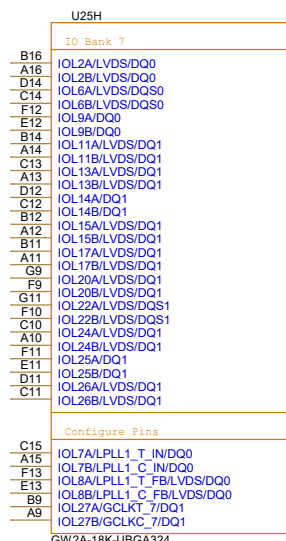 U25H
IO Bank 7
B16 IOL2A/LVDS/DQ0
A16 IOL2B/LVDS/DQ0
D14 IOL6A/LVDS/DQS0
C14 IOL6B/LVDS/DQS0
F12 IOL9A/DQ0
E12 IOL9B/DQ0
B14 IOL11A/LVDS/DQ1
A14 IOL11B/LVDS/DQ1
C13 IOL13A/LVDS/DQ1
A13 IOL13B/LVDS/DQ1
D12 IOL14A/DQ1
C12 IOL14B/DQ1
B12 IOL15A/LVDS/DQ1
A12 IOL15B/LVDS/DQ1
B11 IOL17A/LVDS/DQ1
A11 IOL17B/LVDS/DQ1
G9 IOL20A/LVDS/DQ1
F9 IOL20B/LVDS/DQ1
G11 IOL22A/LVDS/DQS1
F10 IOL22B/LVDS/DQS1
C10 IOL24A/LVDS/DQ1
A10 IOL24B/LVDS/DQ1
F11 IOL25A/DQ1
E11 IOL25B/DQ1
D11 IOL26A/LVDS/DQ1
C11 IOL26B/LVDS/DQ1
Configure Pins
C15 IOL7A/LPLL1_T_IN/DQ0
A15 IOL7B/LPLL1_C_IN/DQ0
F13 IOL8A/LPLL1_T_FB/LVDS/DQ0
E13 IOL8B/LPLL1_C_FB/LVDS/DQ0
B9 IOL27A/GCLKT_7/DQ1
A9 IOL27B/GCLKC_7/DQ1
GW2A-18K-UBGA324